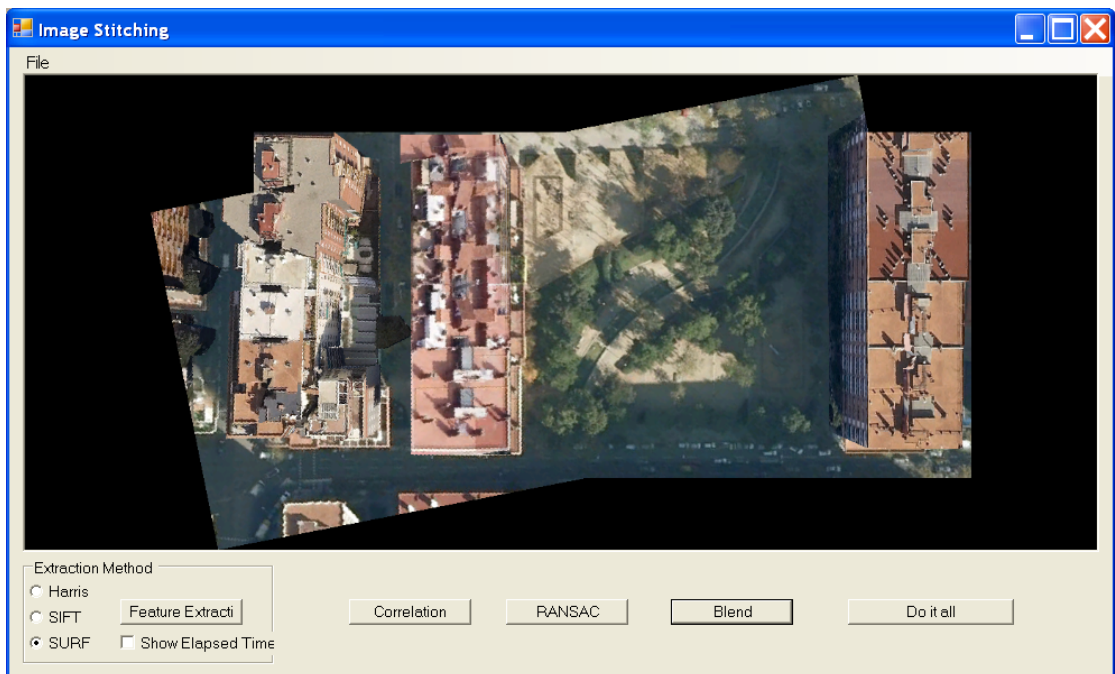 Image Stitching
File
Extraction Method
Harris
SIFT
SURF
Feature Extracti
Show Elapsed Time
Correlation
RANSAC
Blend
Do it all